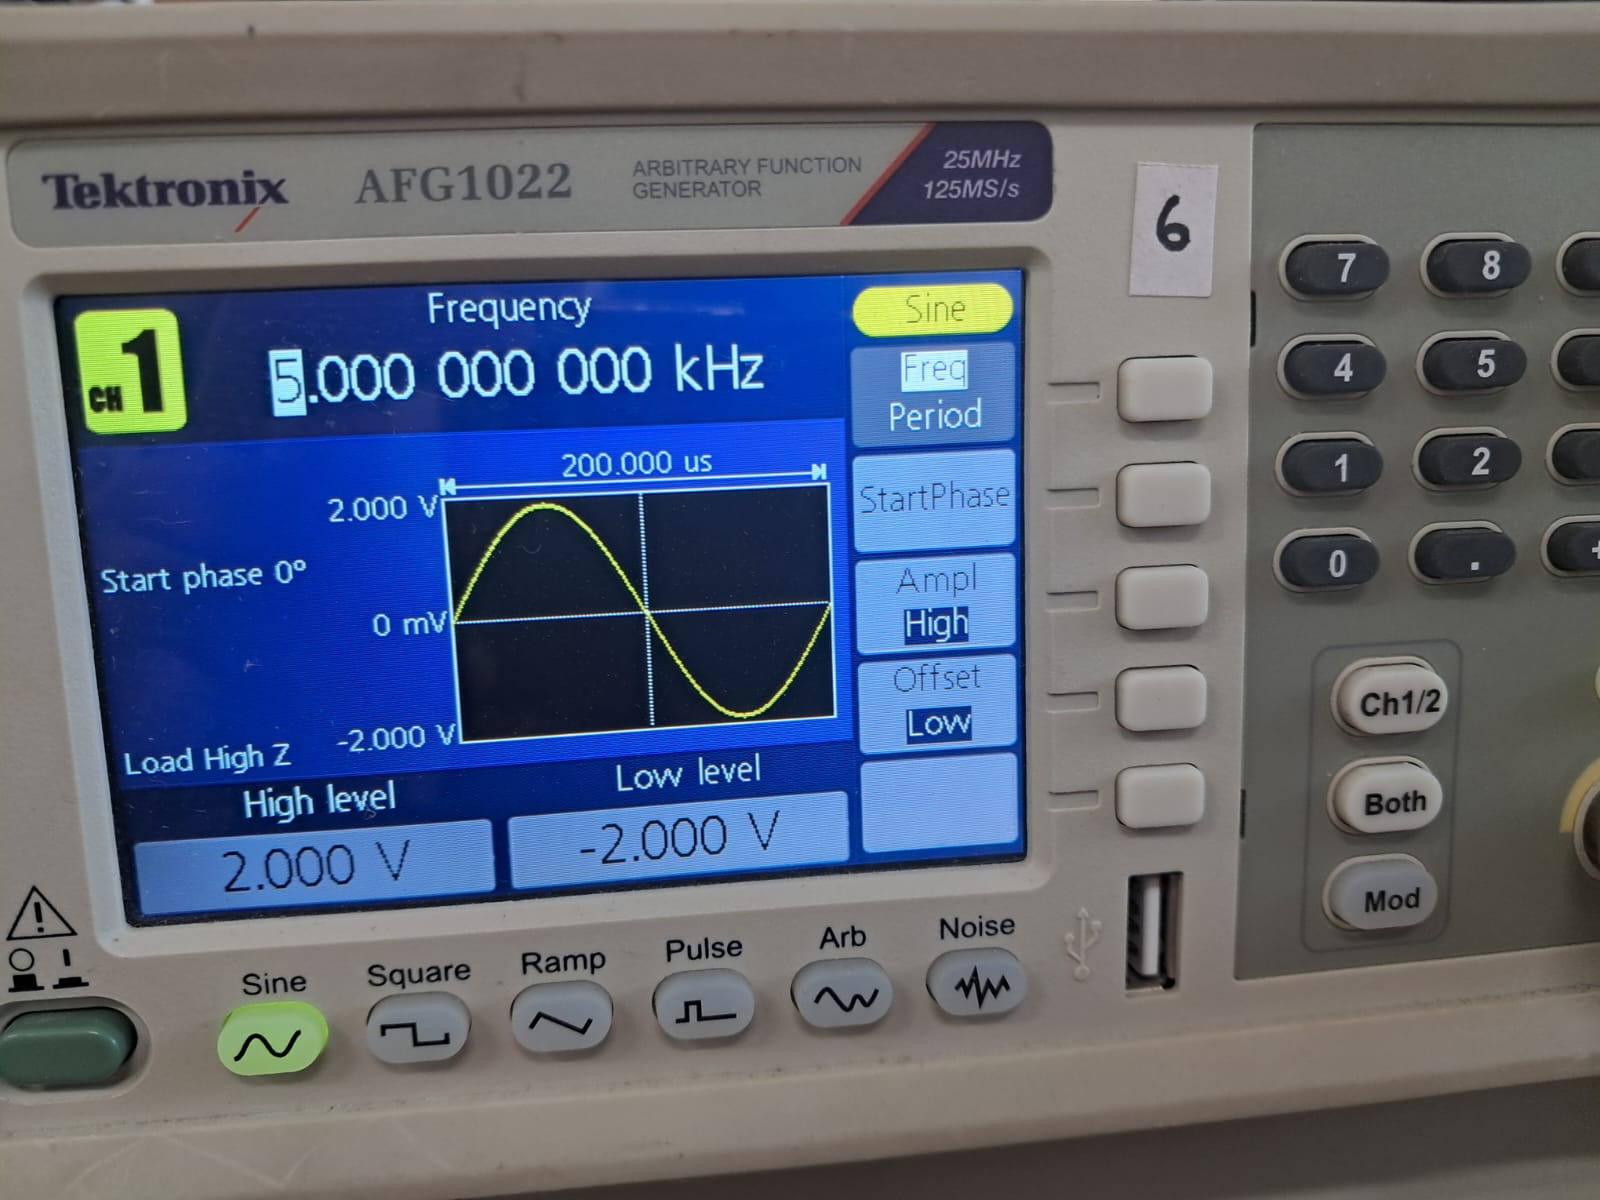 Tektronix AFG1022 ARBITRARY FUNCTION GENERATOR 25MHz 125MS/s
6
CH 1
Frequency
5.000 000 000 kHz
Sine
Freq
Period
StartPhase
Ampl
High
Offset
Low
200.000 us
2.000 V
Start phase 0°
0 mV
-2.000 V
Load High Z
High level
Low level
2.000 V
-2.000 V
Sine
Square
Ramp
Pulse
Arb
Noise
7 8
4 5
1 2
0 .
Ch1/2
Both
Mod